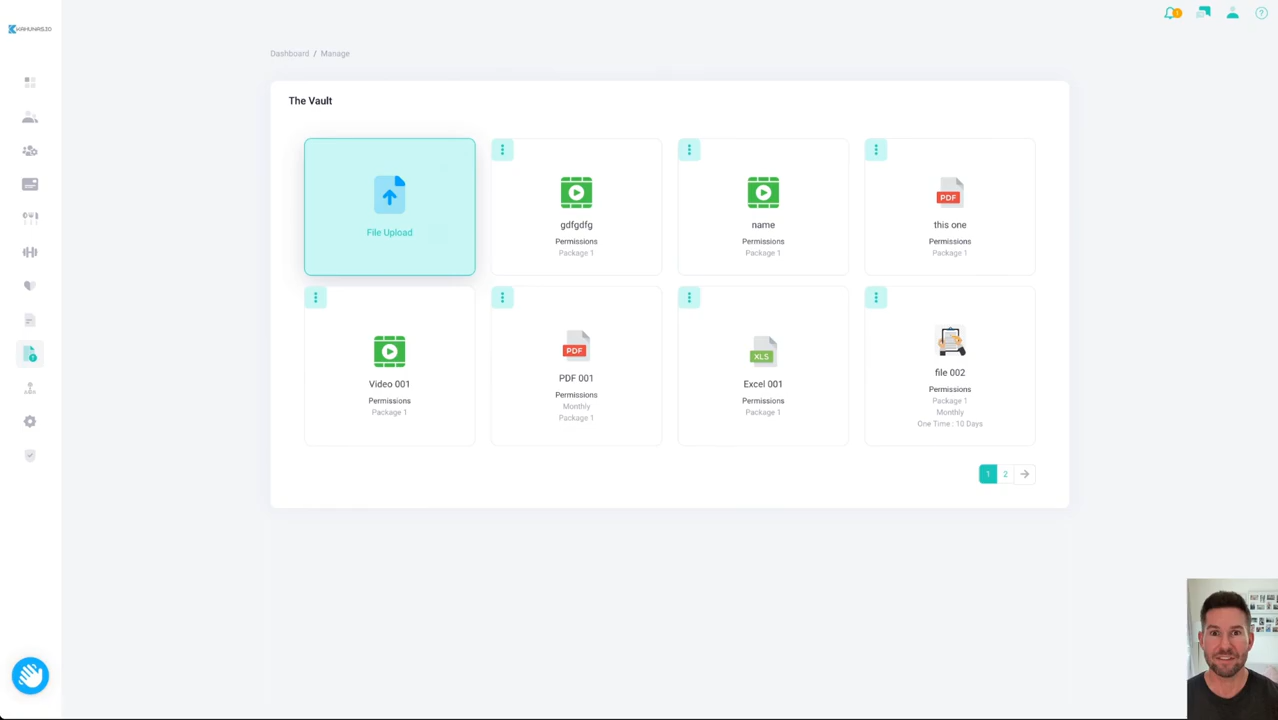 KAHUNAS.IO
Dashboard / Manage
The Vault
File Upload
gdfgdfg
Permissions
Package 1
name
Permissions
Package 1
PDF
this one
Permissions
Package 1
Video 001
Permissions
Package 1
PDF
PDF 001
Permissions
Monthly
Package 1
XLS
Excel 001
Permissions
Package 1
file 002
Permissions
Package 1
Monthly
One Time : 10 Days
1
2